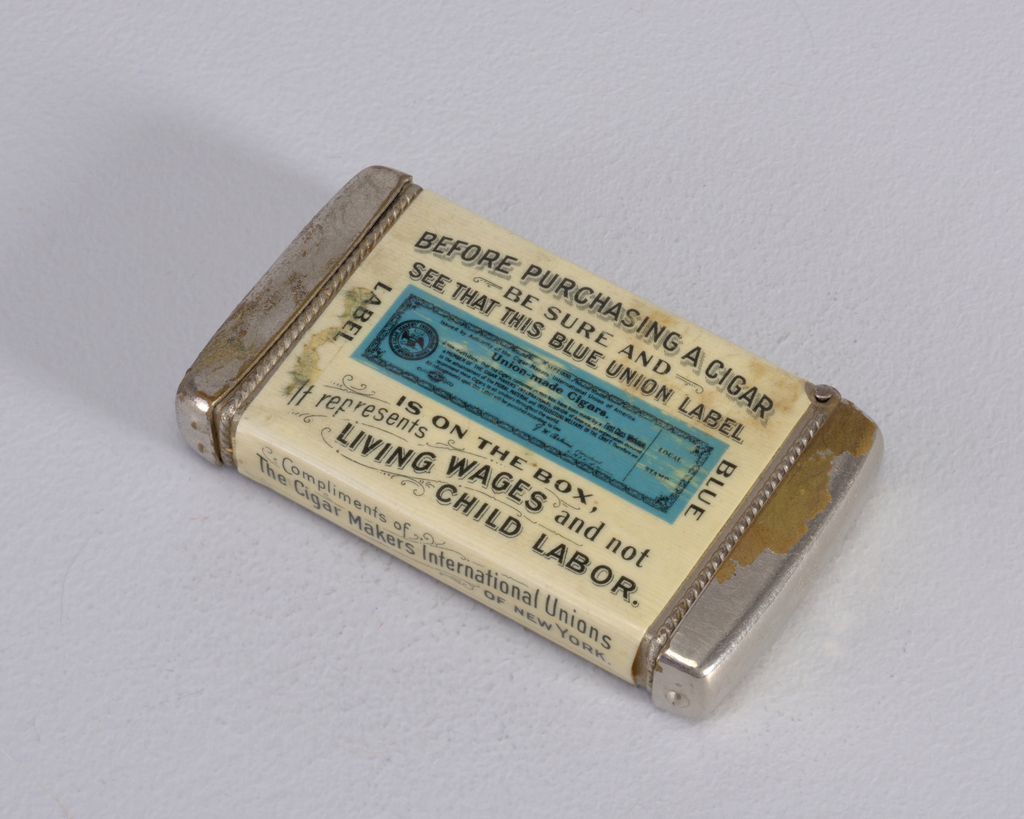 BEFORE PURCHASING A CIGAR
BE SURE AND
SEE THAT THIS BLUE UNION LABEL
LABEL
Union-made Cigars.
LOCAL
STAMP
BLUE
IS ON THE BOX,
It represents
LIVING WAGES and not
CHILD LABOR.
Compliments of
The Cigar Makers International Unions
OF NEW YORK.